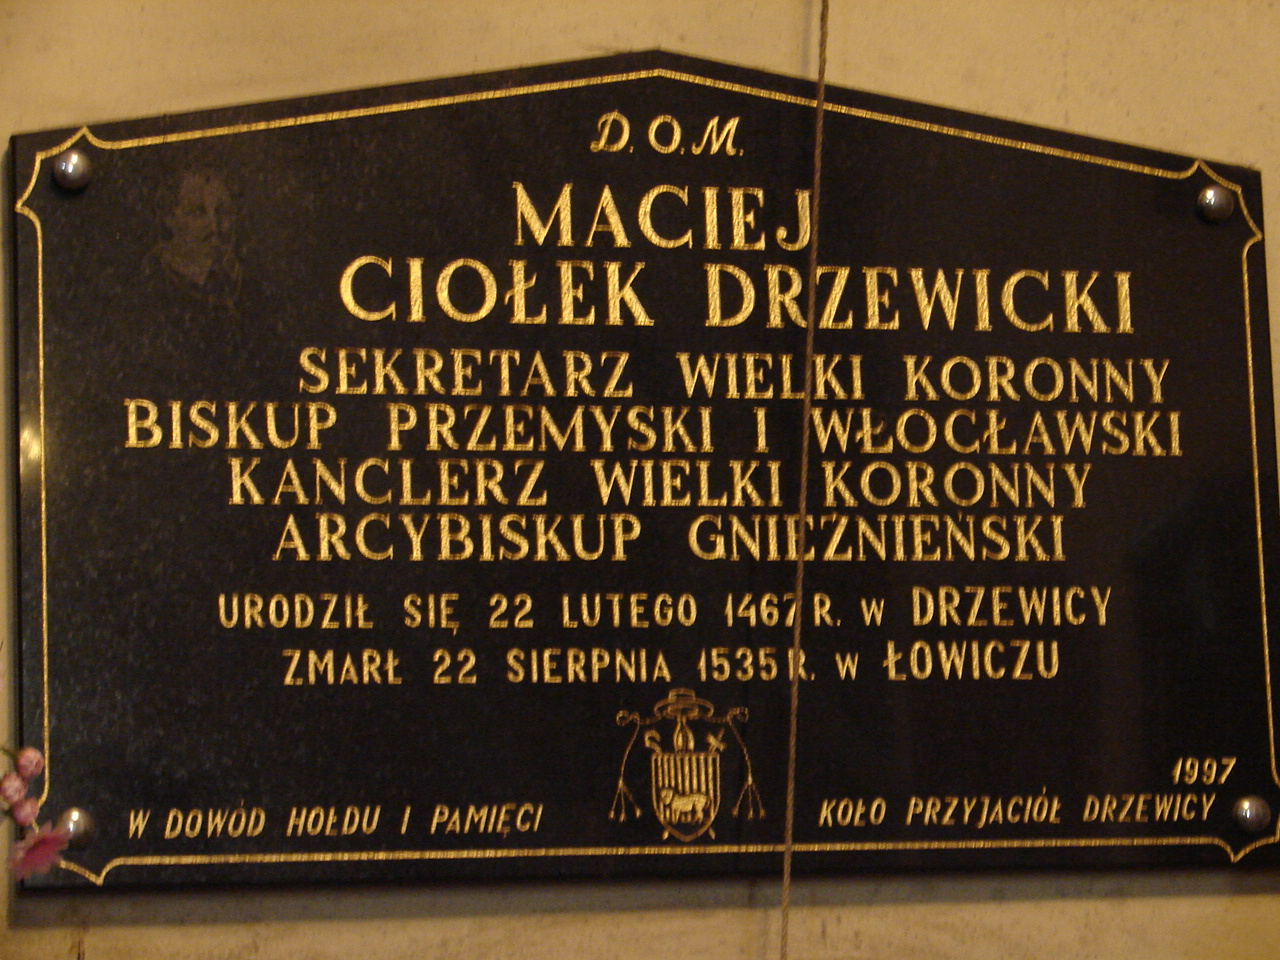 D.O.M.
MACIEJ
CIOŁEK DRZEWICKI
SEKRETARZ WIELKI KORONNY
BISKUP PRZEMYSKI I WŁOCŁAWSKI
KANCLERZ WIELKI KORONNY
ARCYBISKUP GNIEZNIEŃSKI
URODZIŁ SIĘ 22 LUTEGO 1467 R. W DRZEWICY
ZMARŁ 22 SIERPNIA 1535 R. W ŁOWICZU
1997
W DOWÓD HOŁDU I PAMIĘCI KOŁO PRZYJACIÓŁ DRZEWICY